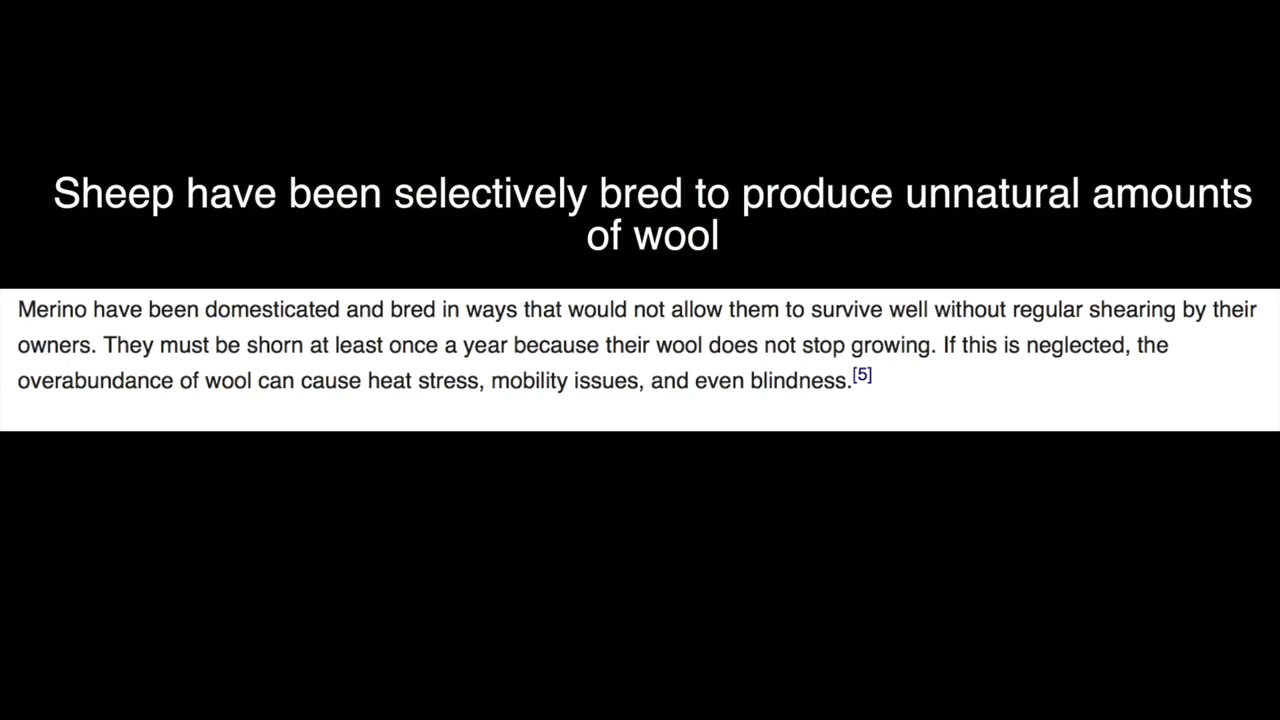 Sheep have been selectively bred to produce unnatural amounts
of wool
Merino have been domesticated and bred in ways that would not allow them to survive well without regular shearing by their
owners. They must be shorn at least once a year because their wool does not stop growing. If this is neglected, the
overabundance of wool can cause heat stress, mobility issues, and even blindness.[5]